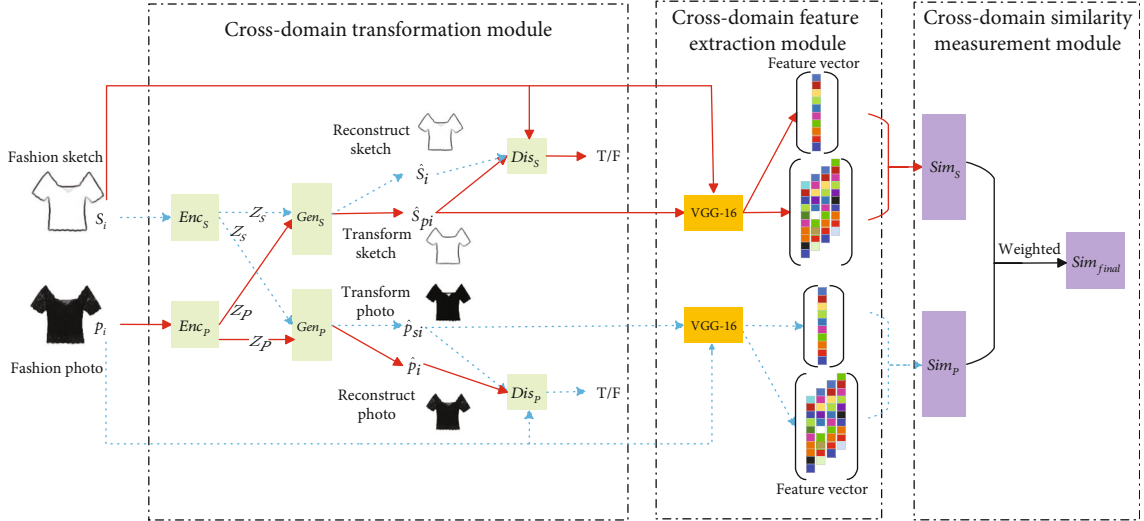 Cross-domain transformation module
Cross-domain feature
extraction module
Cross-domain similarity
measurement module
Feature vector
Reconstruct
sketch
Fashion sketch
Dis_S
T/F
Ŝ_i
Sim_S
S_i
Enc_S
Z_S
Z_S
Gen_S
Ŝ_pi
VGG-16
Transform
sketch
Weighted
Sim_final
Transform
photo
Z_P
p_i
Enc_P
Z_P
Gen_P
p̂_si
VGG-16
Fashion photo
p̂_i
Sim_P
Reconstruct
photo
Dis_P
T/F
Feature vector